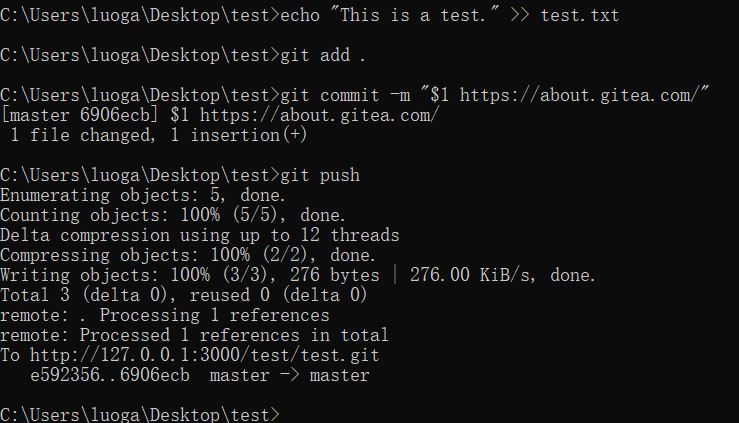 C:\Users\luoga\Desktop\test>echo "This is a test." >> test.txt
C:\Users\luoga\Desktop\test>git add .
C:\Users\luoga\Desktop\test>git commit -m "$1 https://about.gitea.com/"
[master 6906ecb] $1 https://about.gitea.com/
 1 file changed, 1 insertion(+)
C:\Users\luoga\Desktop\test>git push
Enumerating objects: 5, done.
Counting objects: 100% (5/5), done.
Delta compression using up to 12 threads
Compressing objects: 100% (2/2), done.
Writing objects: 100% (3/3), 276 bytes | 276.00 KiB/s, done.
Total 3 (delta 0), reused 0 (delta 0)
remote: . Processing 1 references
remote: Processed 1 references in total
To http://127.0.0.1:3000/test/test.git
   e592356..6906ecb  master -> master
C:\Users\luoga\Desktop\test>